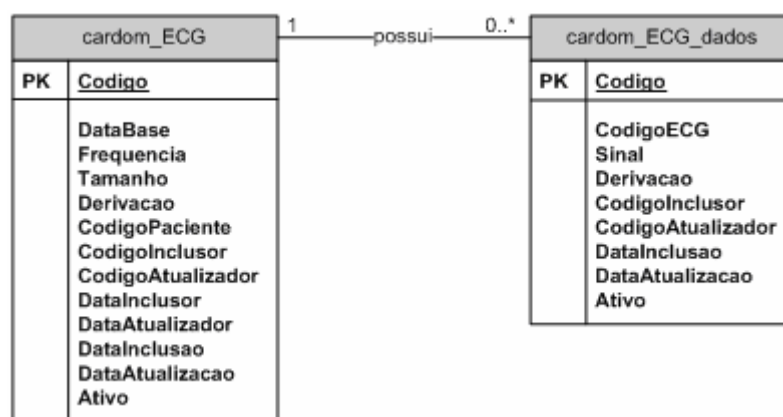 cardom_ECG
PK Codigo
DataBase
Frequencia
Tamanho
Derivacao
CodigoPaciente
CodigoInclusor
CodigoAtualizador
DataInclusor
DataAtualizador
DataInclusao
DataAtualizacao
Ativo
1 possui 0..*
cardom_ECG_dados
PK Codigo
CodigoECG
Sinal
Derivacao
CodigoInclusor
CodigoAtualizador
DataInclusao
DataAtualizacao
Ativo